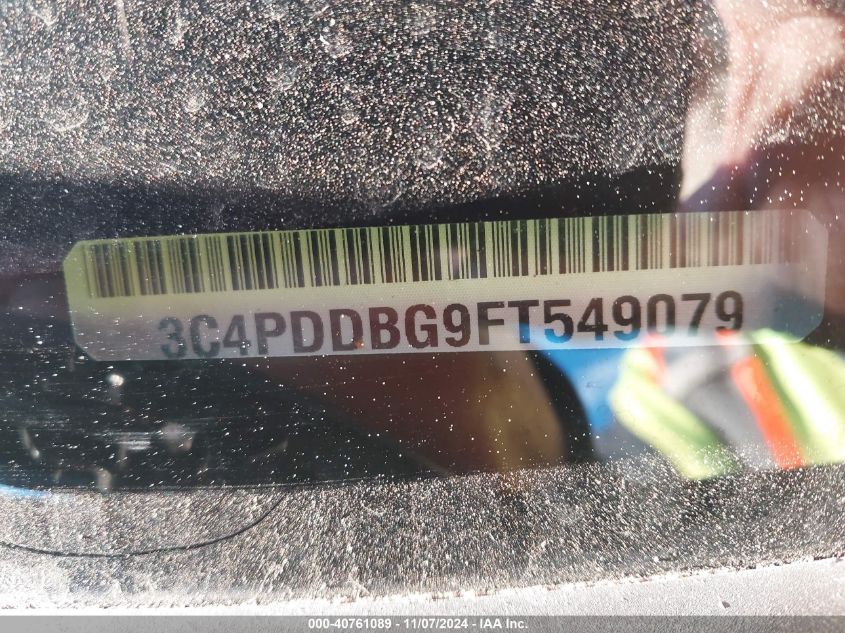 3C4PDDBG9FT549079
000-40761089 - 11/07/2024 - IAA, Inc.